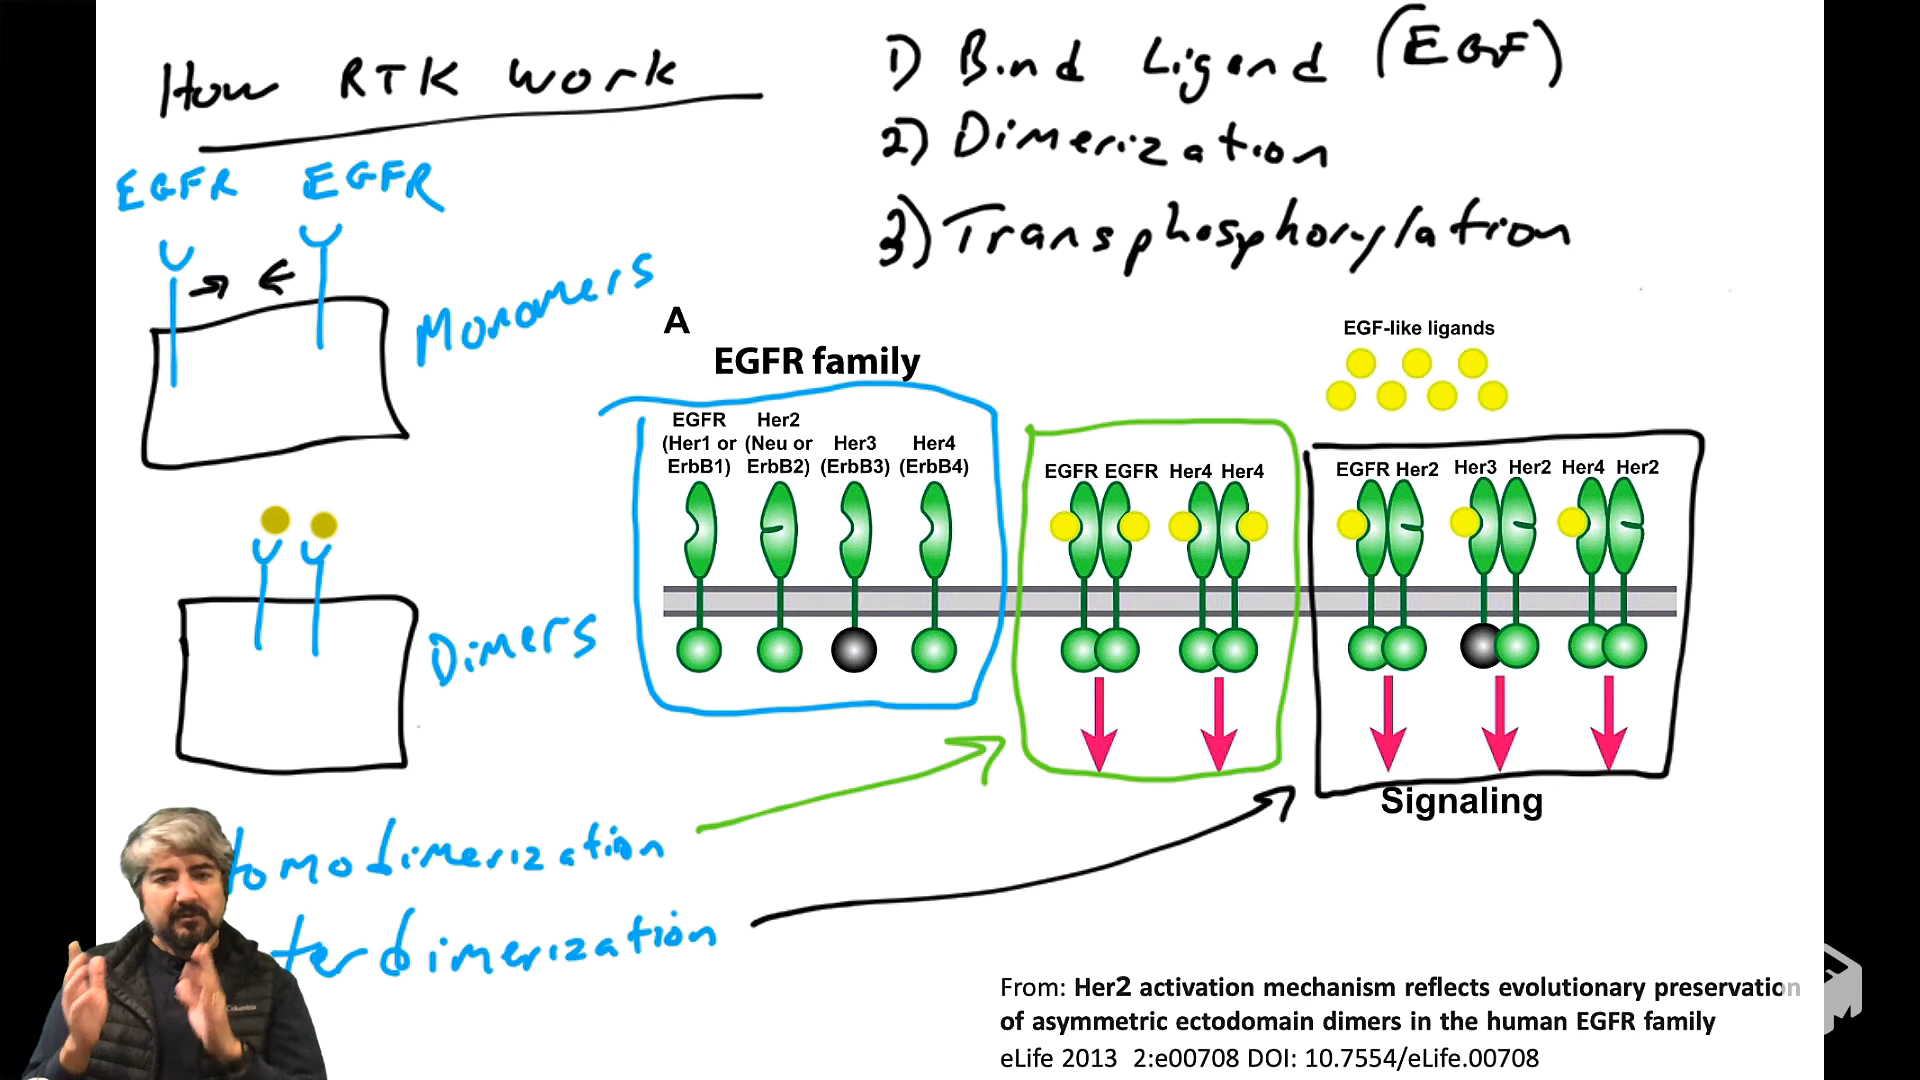 How RTK work
1) Bind Ligand (EGF)
2) Dimerization
3) Transphosphorylation
EGFR EGFR
Monomers
A
EGFR family
EGF-like ligands
EGFR (Her1 or ErbB1)
Her2 (Neu or ErbB2)
Her3 (ErbB3)
Her4 (ErbB4)
EGFR EGFR Her4 Her4
EGFR Her2 Her3 Her2 Her4 Her2
Dimers
Signaling
omodimerization
terdimerization
Columbia
From: Her2 activation mechanism reflects evolutionary preservation
of asymmetric ectodomain dimers in the human EGFR family
eLife 2013 2:e00708 DOI: 10.7554/eLife.00708